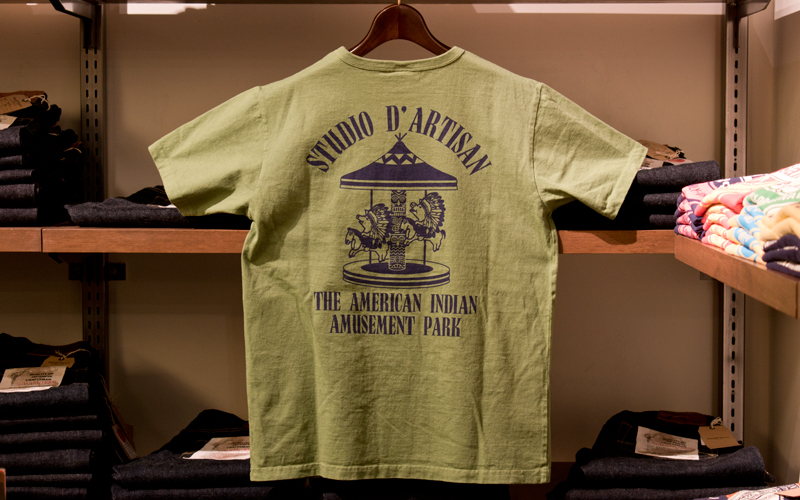 STUDIO D'ARTISAN
THE AMERICAN INDIAN
AMUSEMENT PARK